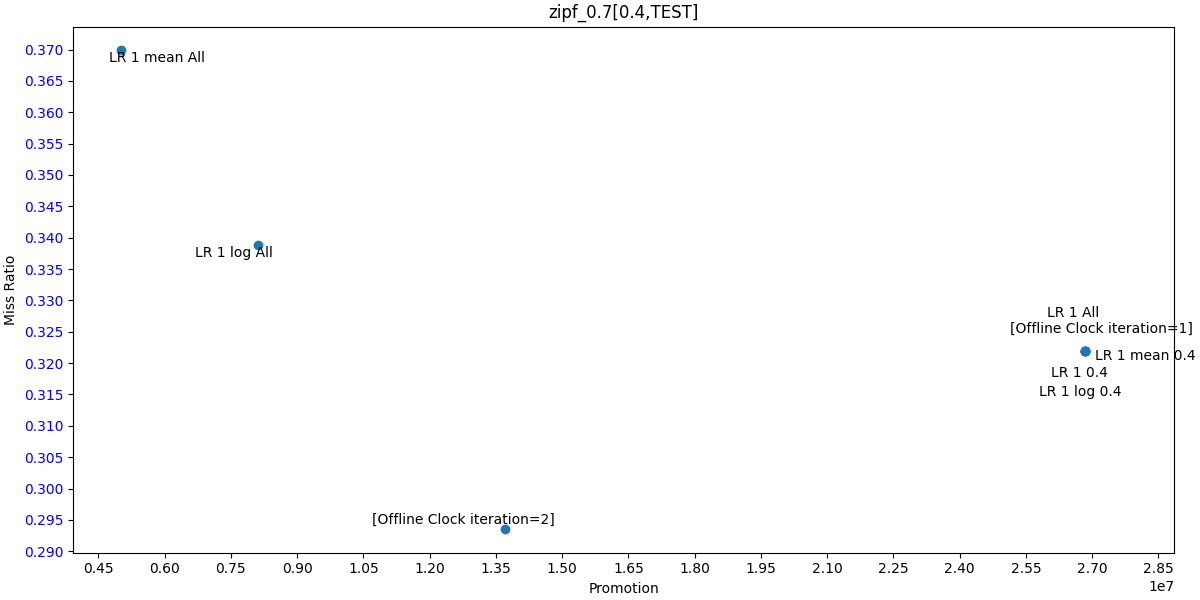 zipf_0.7[0.4,TEST]
Miss Ratio
0.370
0.365
0.360
0.355
0.350
0.345
0.340
0.335
0.330
0.325
0.320
0.315
0.310
0.305
0.300
0.295
0.290
LR 1 mean All
LR 1 log All
LR 1 All
[Offline Clock iteration=1]
LR 1 mean 0.4
LR 1 0.4
LR 1 log 0.4
[Offline Clock iteration=2]
0.45 0.60 0.75 0.90 1.05 1.20 1.35 1.50 1.65 1.80 1.95 2.10 2.25 2.40 2.55 2.70 2.85
1e7
Promotion